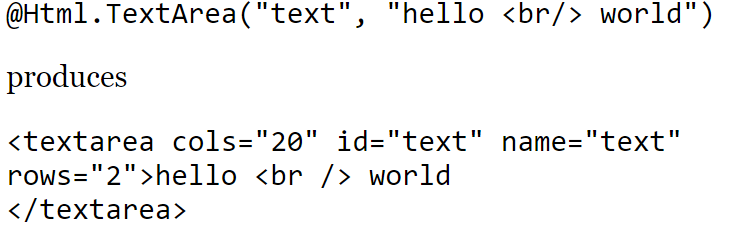 @Html.TextArea("text", "hello <br/> world")
produces
<textarea cols="20" id="text" name="text"
rows="2">hello <br /> world
</textarea>